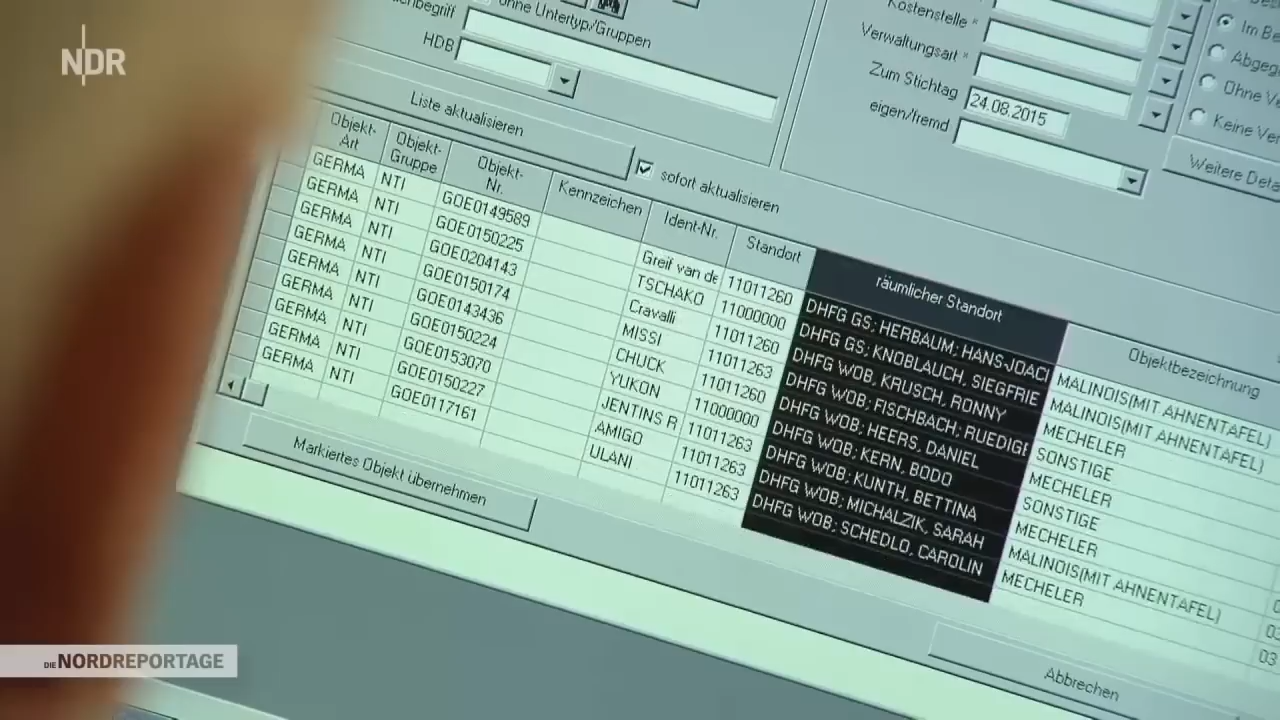 NDR
ohne Untertyp/Gruppen
HDB
Kostenstelle *
Verwaltungsart *
Zum Stichtag 24.08.2015
eigen/fremd
Im Be
Abgeg
Ohne Ve
Keine Ver
Weitere Deta
Liste aktualisieren
sofort aktualisieren
Objekt-Art Objekt-Gruppe Objekt-Nr. Kennzeichen Ident-Nr. Standort räumlicher Standort Objektbezeichnung
GERMA NTI GOE0149589 Greif van de 11011260 DHFG GS; HERBAUM; HANS-JOACI MALINOIS(MIT AHNENTAFEL)
GERMA NTI GOE0150225 TSCHAKO 11000000 DHFG GS; KNOBLAUCH, SIEGFRIE MALINOIS(MIT AHNENTAFEL)
GERMA NTI GOE0204143 Cravalli 11011260 DHFG WOB, KRUSCH, RONNY MECHELER
GERMA NTI GOE0150174 MISSI 11011263 DHFG WOB; FISCHBACH; RUEDIGE SONSTIGE
GERMA NTI GOE0143436 CHUCK 11011260 DHFG WOB; HEERS, DANIEL MECHELER
GERMA NTI GOE0150224 YUKON 11000000 DHFG WOB; KERN, BODO SONSTIGE
GERMA NTI GOE0153070 JENTINS R 11011263 DHFG WOB; KUNTH, BETTINA MECHELER
GERMA NTI GOE0150227 AMIGO 11011263 DHFG WOB; MICHALZIK, SARAH MALINOIS(MIT AHNENTAFEL) 03
GERMA NTI GOE0117161 ULANI 11011263 DHFG WOB; SCHEDLO, CAROLIN MECHELER 03
Markiertes Objekt übernehmen
Abbrechen
DIE NORDREPORTAGE